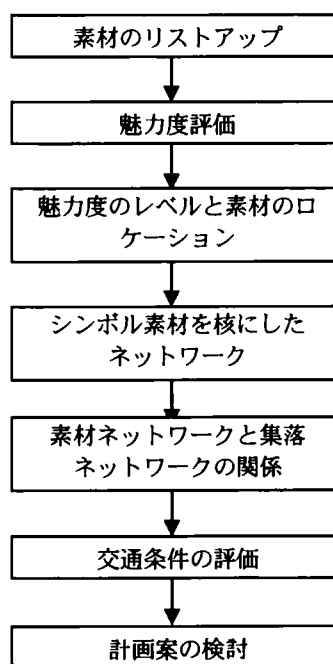 素材のリストアップ
魅力度評価
魅力度のレベルと素材のロ
ケーション
シンボル素材を核にした
ネットワーク
素材ネットワークと集落
ネットワークの関係
交通条件の評価
計画案の検討